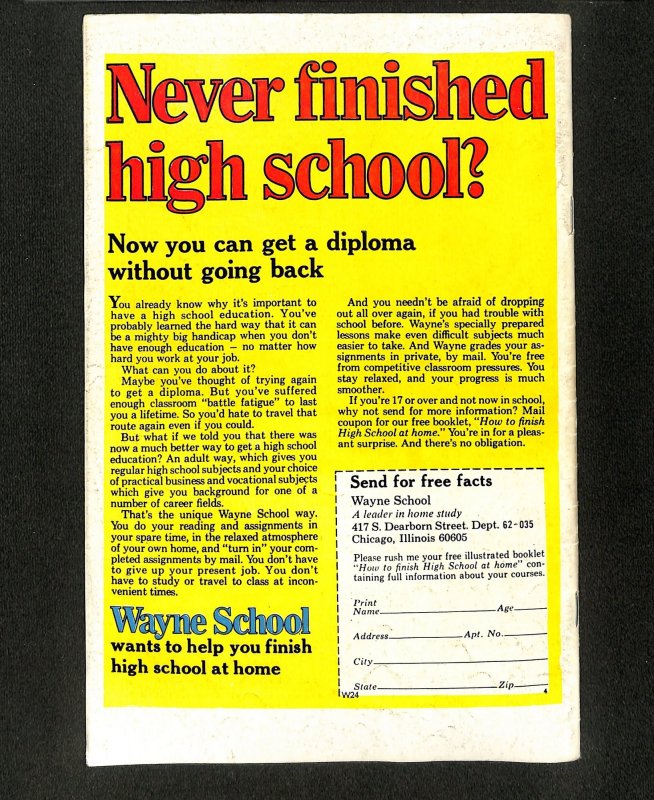 Never finished
high school?
Now you can get a diploma
without going back
You already know why it's important to
have a high school education. You've
probably learned the hard way that it can
be a mighty big handicap when you don't
have enough education — no matter how
hard you work at your job.
What can you do about it?
Maybe you've thought of trying again
to get a diploma. But you've suffered
enough classroom "battle fatigue" to last
you a lifetime. So you'd hate to travel that
route again even if you could.
But what if we told you that there was
now a much better way to get a high school
education? An adult way, which gives you
regular high school subjects and your choice
of practical business and vocational subjects
which give you background for one of a
number of career fields.
That's the unique Wayne School way.
You do your reading and assignments in
your spare time, in the relaxed atmosphere
of your own home, and "turn in" your com-
pleted assignments by mail. You don't have
to give up your present job. You don't
have to study or travel to class at incon-
venient times.
Wayne School
wants to help you finish
high school at home
And you needn't be afraid of dropping
out all over again, if you had trouble with
school before. Wayne's specially prepared
lessons make even difficult subjects much
easier to take. And Wayne grades your as-
signments in private, by mail. You're free
from competitive classroom pressures. You
stay relaxed, and your progress is much
smoother.
If you're 17 or over and not now in school,
why not send for more information? Mail
coupon for our free booklet, "How to finish
High School at home." You're in for a pleas-
ant surprise. And there's no obligation.
Send for free facts
Wayne School
A leader in home study
417 S. Dearborn Street. Dept. 62-035
Chicago, Illinois 60605
Please rush me your free illustrated booklet
"How to finish High School at home" con-
taining full information about your courses.
Print
Name Age
Address Apt. No.
City
State Zip
W24 4